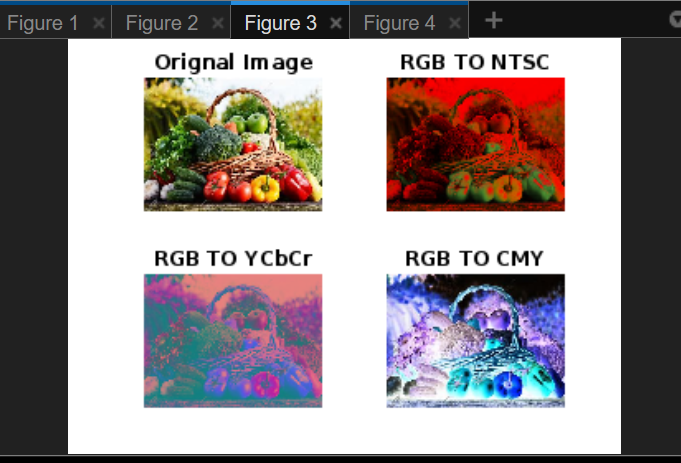 Figure 1 × Figure 2 × Figure 3 × Figure 4 × +
Orignal Image
RGB TO NTSC
RGB TO YCbCr
RGB TO CMY